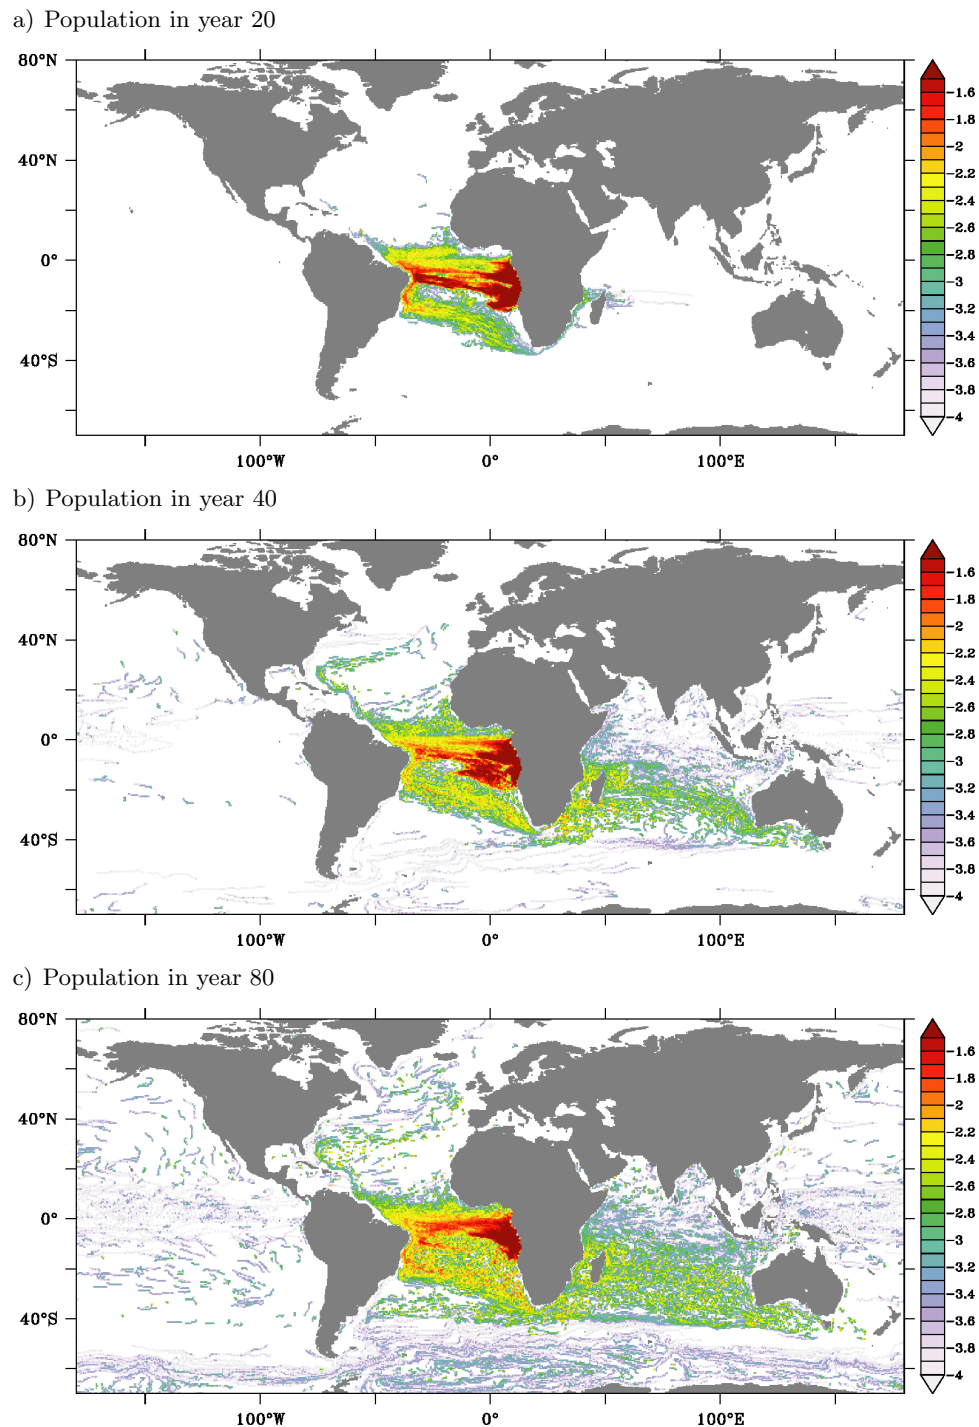 a) Population in year 20
80°N
40°N
0°
40°S
100°W 0° 100°E
-1.6
-1.8
-2
-2.2
-2.4
-2.6
-2.8
-3
-3.2
-3.4
-3.6
-3.8
-4
b) Population in year 40
80°N
40°N
0°
40°S
100°W 0° 100°E
-1.6
-1.8
-2
-2.2
-2.4
-2.6
-2.8
-3
-3.2
-3.4
-3.6
-3.8
-4
c) Population in year 80
80°N
40°N
0°
40°S
100°W 0° 100°E
-1.6
-1.8
-2
-2.2
-2.4
-2.6
-2.8
-3
-3.2
-3.4
-3.6
-3.8
-4